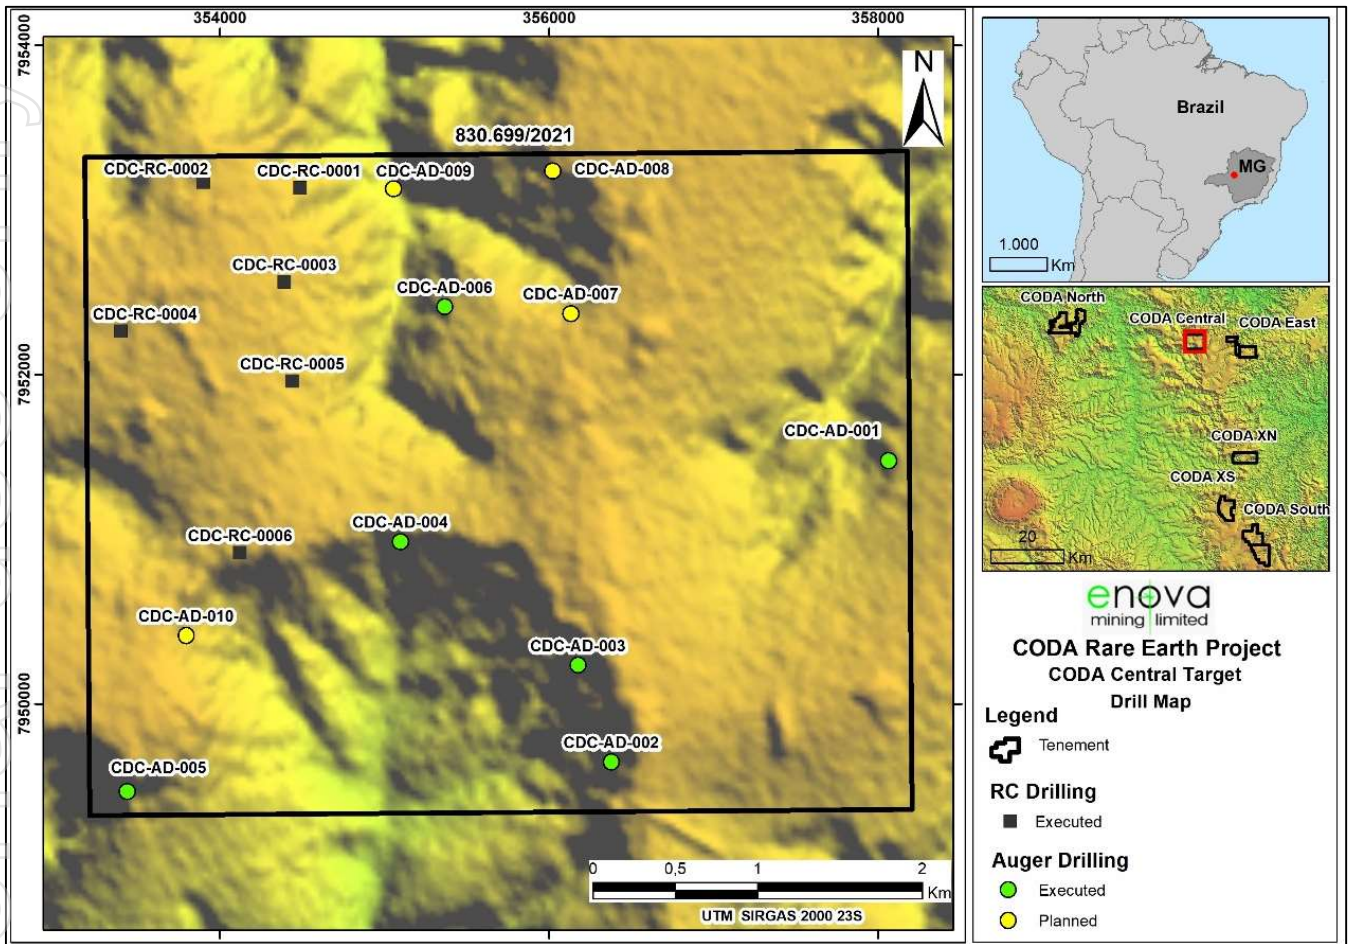 354000
356000
358000
7954000
7952000
7950000
N
830.699/2021
CDC-RC-0002
CDC-RC-0001
CDC-AD-009
CDC-AD-008
CDC-RC-0003
CDC-AD-006
CDC-AD-007
CDC-RC-0004
CDC-RC-0005
CDC-AD-001
CDC-AD-004
CDC-RC-0006
CDC-AD-010
CDC-AD-003
CDC-AD-002
CDC-AD-005
0 0,5 1 2
Km
UTM SIRGAS 2000 23S
Brazil
MG
1.000
Km
CODA North
CODA Central
CODA East
CODA XN
CODA XS
CODA South
20
Km
enova
mining limited
CODA Rare Earth Project
CODA Central Target
Drill Map
Legend
Tenement
RC Drilling
Executed
Auger Drilling
Executed
Planned